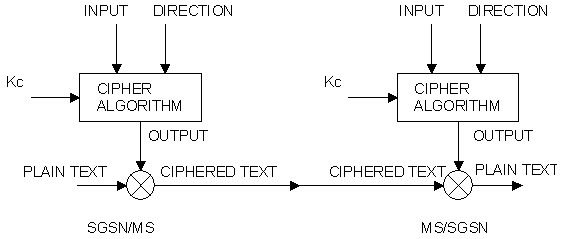 INPUT DIRECTION INPUT DIRECTION
Kc Kc
CIPHER CIPHER
ALGORITHM ALGORITHM
OUTPUT OUTPUT
PLAIN TEXT CIPHERED TEXT CIPHERED TEXT PLAIN TEXT
SGSN/MS MS/SGSN